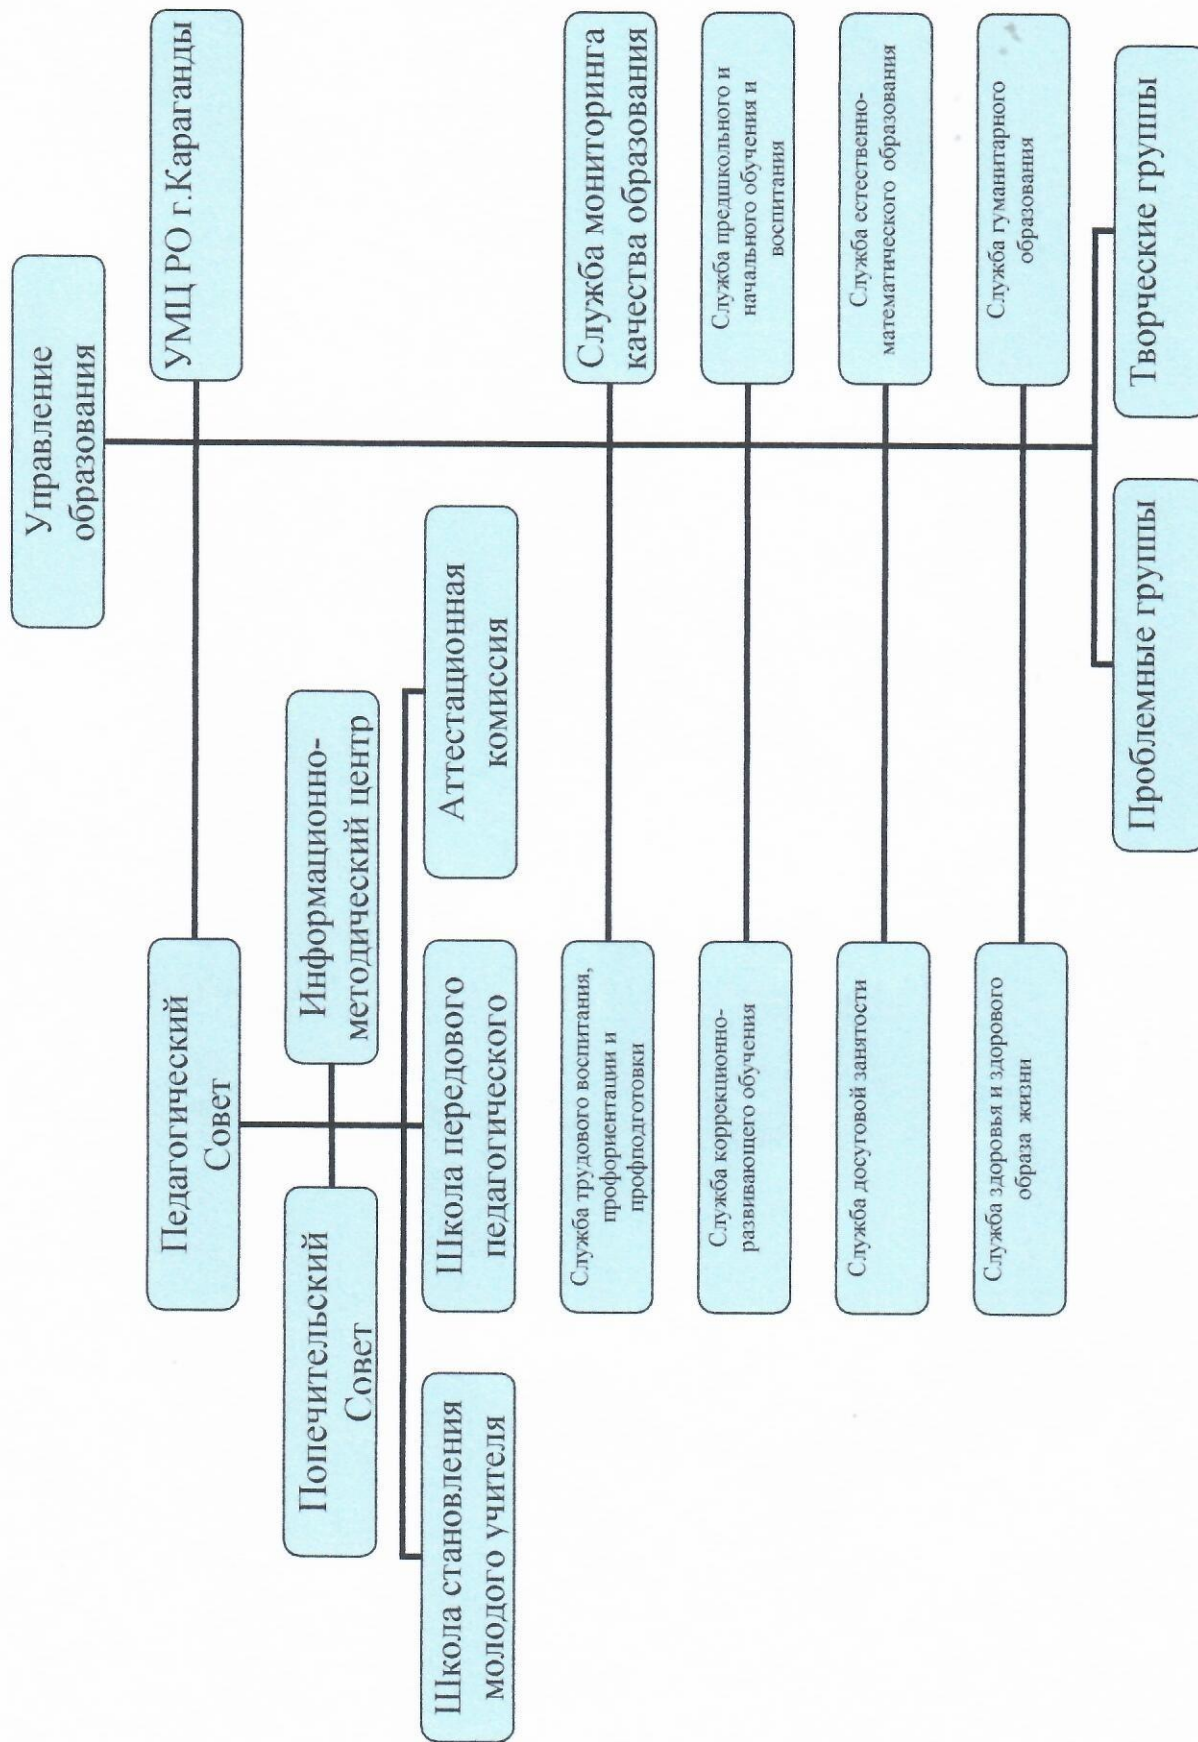 Управление
образования
Педагогический
Совет
УМЦ РО г.Караганды
Попечительский
Совет
Информационно-
методический центр
Школа становления
молодого учителя
Школа передового
педагогического
Аттестационная
комиссия
Служба трудового воспитания,
профориентации и
профподготовки
Служба мониторинга
качества образования
Служба коррекционно-
развивающего обучения
Служба предшкольного и
начального обучения и
воспитания
Служба досуговой занятости
Служба естественно-
математического образования
Служба здоровья и здорового
образа жизни
Служба гуманитарного
образования
Проблемные группы
Творческие группы